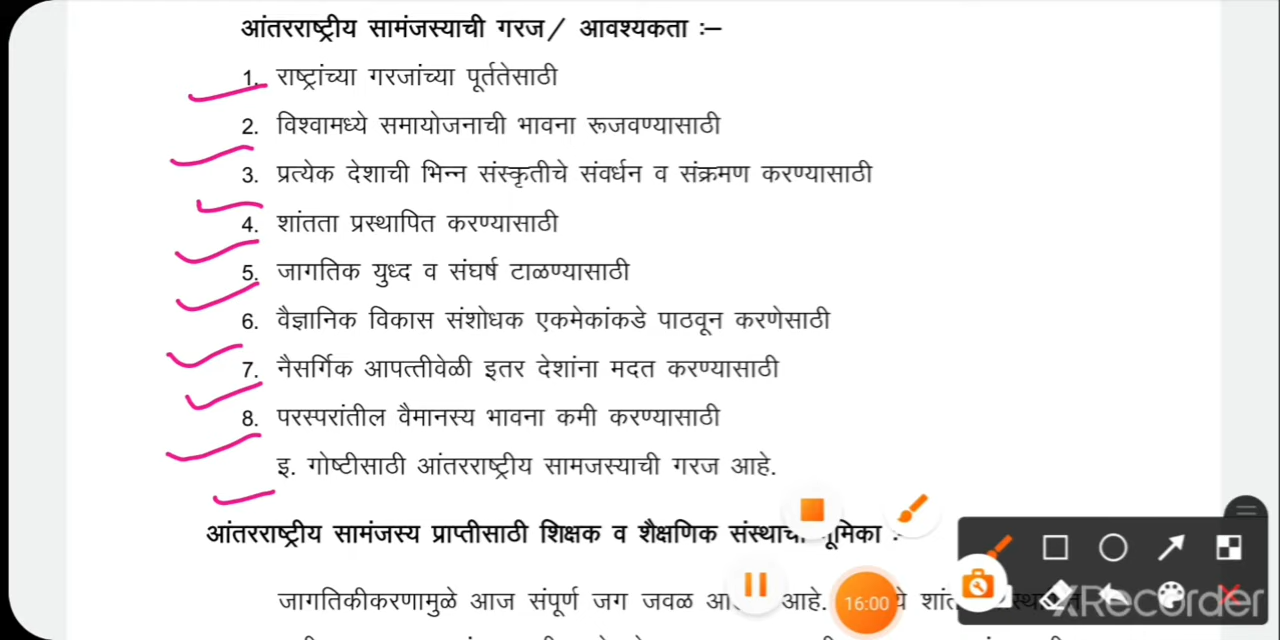 आंतरराष्ट्रीय सामंजस्याची गरज/ आवश्यकता :–
1. राष्ट्रांच्या गरजांच्या पूर्ततेसाठी
2. विश्वामध्ये समायोजनाची भावना रूजवण्यासाठी
3. प्रत्येक देशाची भिन्न संस्कृतीचे संवर्धन व संक्रमण करण्यासाठी
4. शांतता प्रस्थापित करण्यासाठी
5. जागतिक युध्द व संघर्ष टाळण्यासाठी
6. वैज्ञानिक विकास संशोधक एकमेकांकडे पाठवून करणेसाठी
7. नैसर्गिक आपत्तीवेळी इतर देशांना मदत करण्यासाठी
8. परस्परांतील वैमानस्य भावना कमी करण्यासाठी
इ. गोष्टीसाठी आंतरराष्ट्रीय सामजस्याची गरज आहे.
आंतरराष्ट्रीय सामंजस्य प्राप्तीसाठी शिक्षक व शैक्षणिक
जागतिकीकरणामुळे आज संपूर्ण जग जवळ आहे.
16:00
XRecorder